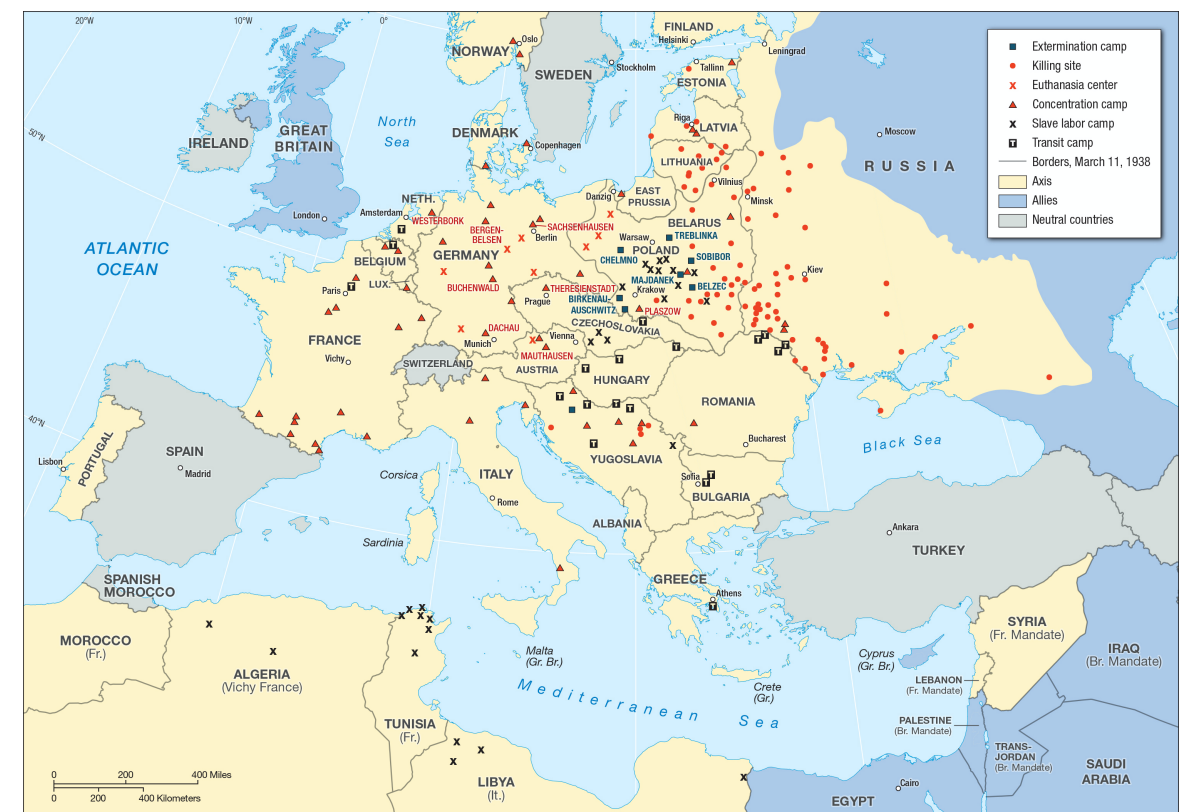 20°W
10°W
0°
50°N
40°N
Extermination camp
Killing site
x Euthanasia center
Concentration camp
x Slave labor camp
T Transit camp
Borders, March 11, 1938
Axis
Allies
Neutral countries
FINLAND
Helsinki
Leningrad
NORWAY
Oslo
SWEDEN
Stockholm
Tallinn
ESTONIA
Riga
LATVIA
Moscow
RUSSIA
North
Sea
DENMARK
Copenhagen
IRELAND
GREAT
BRITAIN
London
LITHUANIA
Vilnius
Minsk
Danzig
EAST
PRUSSIA
BELARUS
NETH.
Amsterdam
WESTERBORK
BERGEN-
BELSEN
SACHSENHAUSEN
Berlin
Warsaw
TREBLINKA
POLAND
CHELMNO
SOBIBOR
MAJDANEK
BELZEC
Kiev
ATLANTIC
OCEAN
BELGIUM
LUX.
GERMANY
BUCHENWALD
THERESIENSTADT
Prague
BIRKENAU-
AUSCHWITZ
Krakow
PLASZOW
CZECHOSLOVAKIA
Paris
FRANCE
Vichy
DACHAU
Munich
Vienna
MAUTHAUSEN
AUSTRIA
SWITZERLAND
HUNGARY
ROMANIA
Bucharest
Black Sea
PORTUGAL
Lisbon
SPAIN
Madrid
Corsica
Sardinia
ITALY
Rome
YUGOSLAVIA
Sofia
BULGARIA
ALBANIA
GREECE
Athens
Ankara
TURKEY
SPANISH
MOROCCO
MOROCCO
(Fr.)
ALGERIA
(Vichy France)
TUNISIA
(Fr.)
LIBYA
(It.)
Malta
(Gr. Br.)
Crete
(Gr.)
Mediterranean Sea
Cyprus
(Gr. Br.)
SYRIA
(Fr. Mandate)
LEBANON
(Fr. Mandate)
IRAQ
(Br. Mandate)
PALESTINE
(Br. Mandate)
TRANS-
JORDAN
(Br. Mandate)
SAUDI
ARABIA
Cairo
EGYPT
0 200 400 Miles
0 200 400 Kilometers